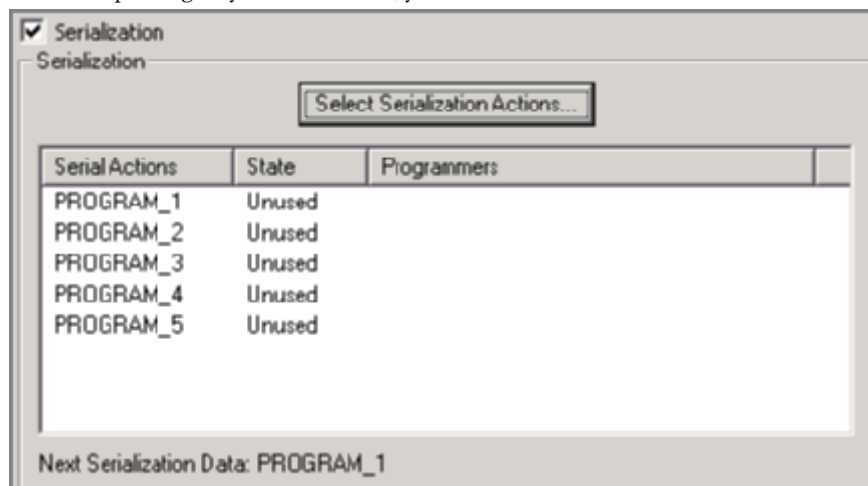 Serialization
Serialization
Select Serialization Actions...
Serial Actions State Programmers
PROGRAM_1 Unused
PROGRAM_2 Unused
PROGRAM_3 Unused
PROGRAM_4 Unused
PROGRAM_5 Unused
Next Serialization Data: PROGRAM_1